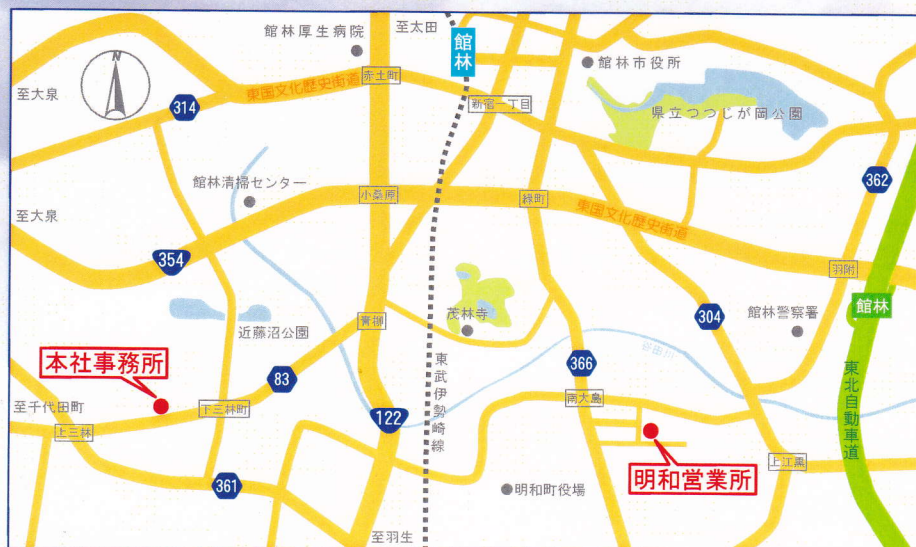 館林厚生病院
至太田
館林
館林市役所
N
至大泉
314
東国文化歴史街道
赤土町
新宿一丁目
県立つつじが岡公園
362
館林清掃センター
小桑原
緑町
東国文化歴史街道
至大泉
354
羽附
館林
近藤沼公園
青柳
茂林寺
304
館林警察署
谷田川
本社事務所
83
東武伊勢崎線
366
東北自動車道
至千代田町
下三林町
122
南大島
上三林
明和営業所
上江黒
361
明和町役場
至羽生